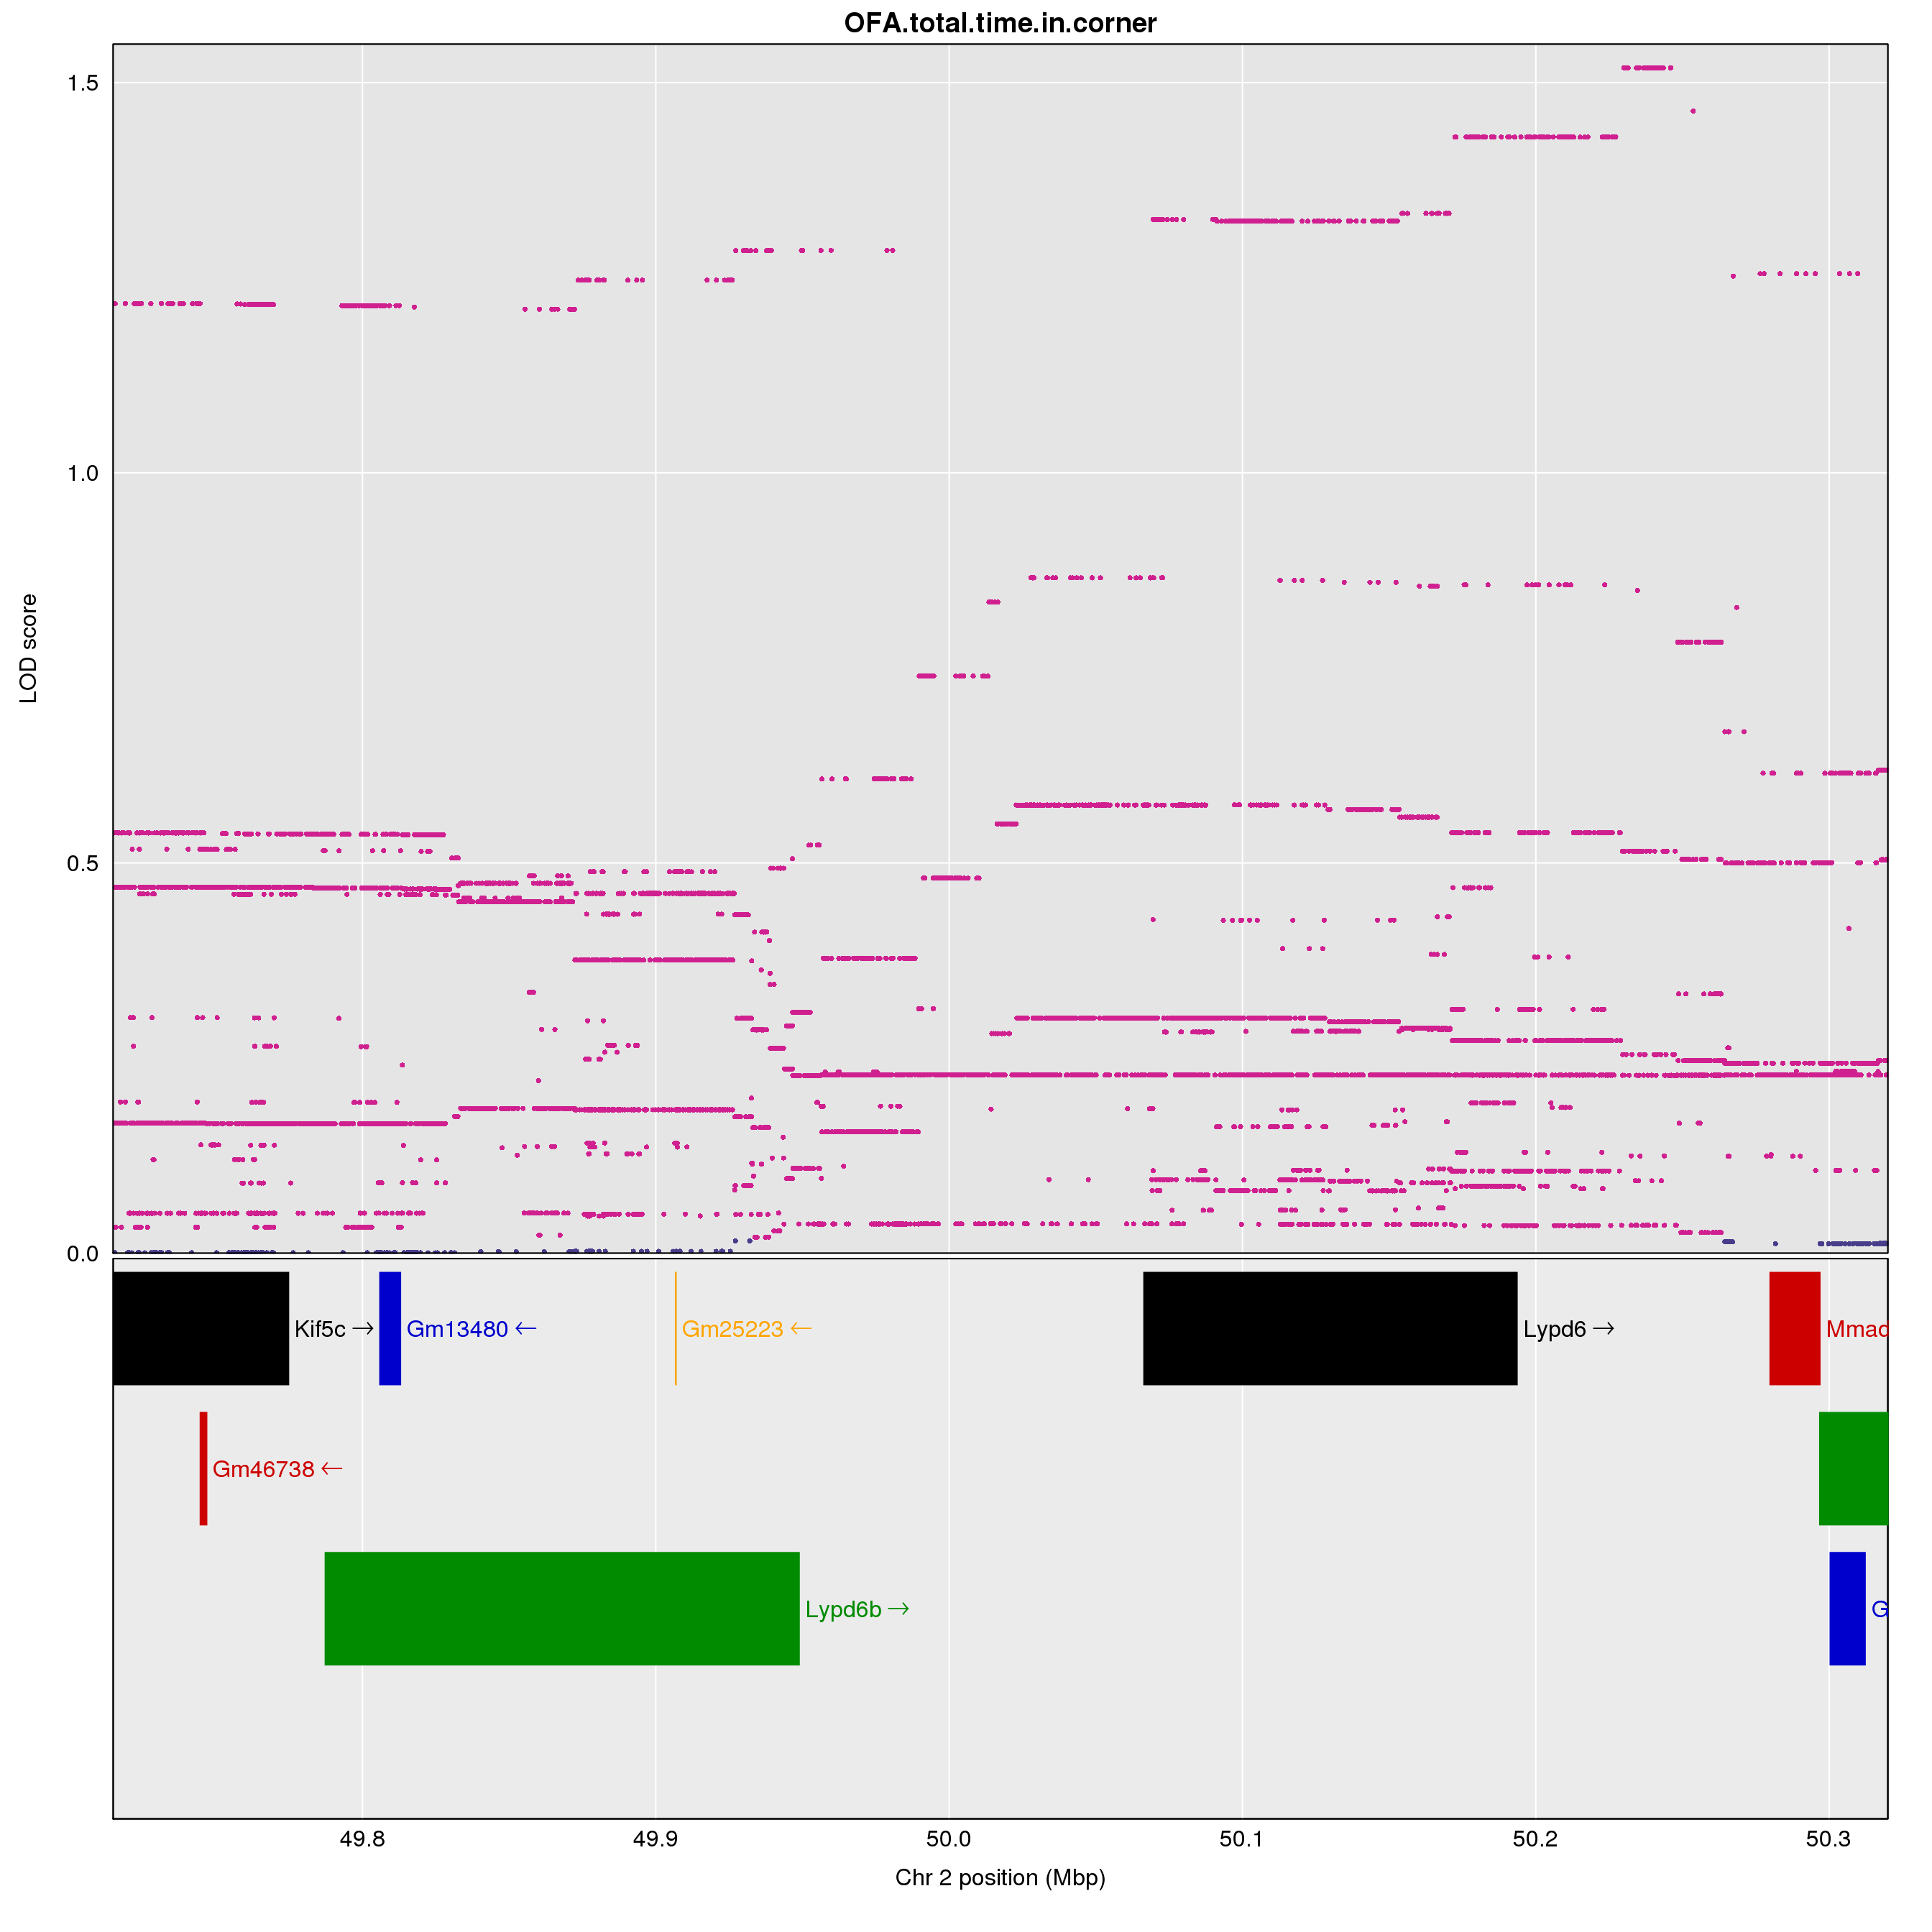 OFA.total.time.in.corner
1.5
1.0
0.5
0.0
LOD score
Kif5c →
Gm13480 ←
Gm25223 ←
Lypd6 →
Mmad
Gm46738 ←
Lypd6b →
G
49.8
49.9
50.0
50.1
50.2
50.3
Chr 2 position (Mbp)